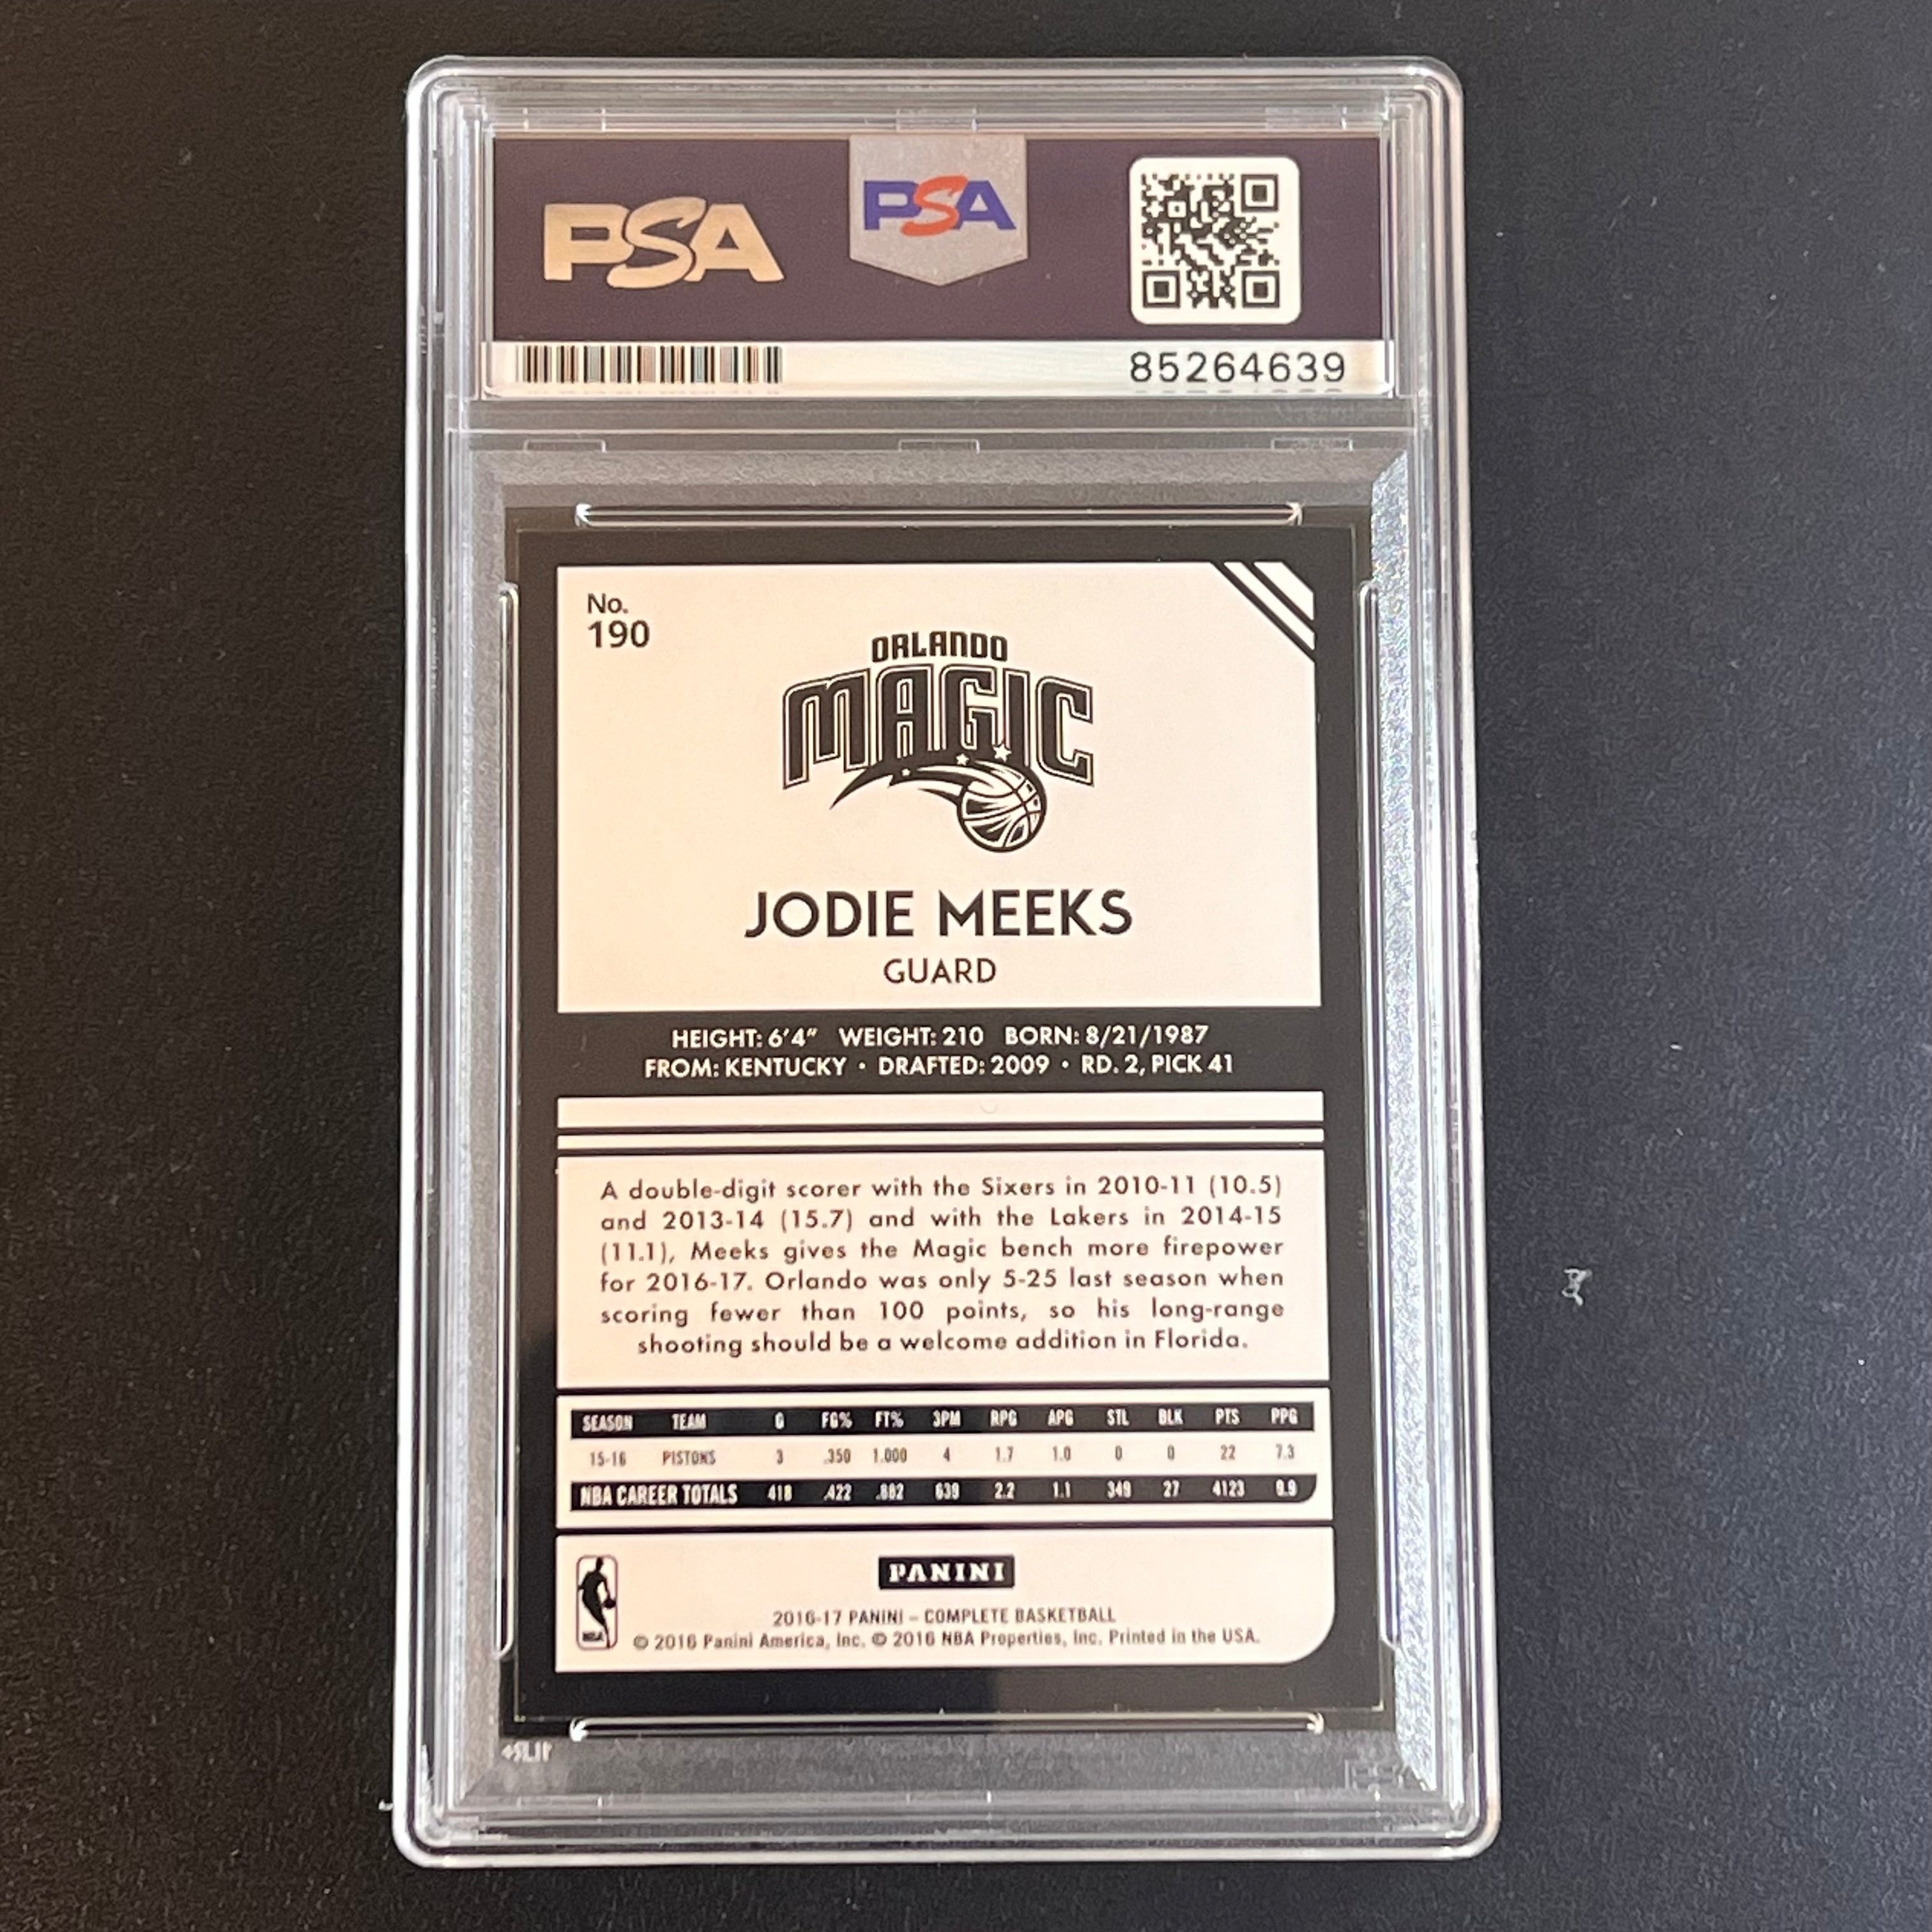 PSA
PSA
85264639
No.
190
ORLANDO
MAGIC
JODIE MEEKS
GUARD
HEIGHT: 6'4" WEIGHT: 210 BORN: 8/21/1987
FROM: KENTUCKY • DRAFTED: 2009 • RD. 2, PICK 41
A double-digit scorer with the Sixers in 2010-11 (10.5)
and 2013-14 (15.7) and with the Lakers in 2014-15
(11.1), Meeks gives the Magic bench more firepower
for 2016-17. Orlando was only 5-25 last season when
scoring fewer than 100 points, so his long-range
shooting should be a welcome addition in Florida.
SEASON TEAM G FG% FT% 3PM RPG APG STL BLK PTS PPG
15-16 PISTONS 3 .350 1.000 4 1.7 1.0 0 0 22 7.3
NBA CAREER TOTALS 418 .422 .882 639 2.2 1.1 349 27 4123 9.9
NBA
PANINI
2016-17 PANINI – COMPLETE BASKETBALL
© 2016 Panini America, Inc. © 2016 NBA Properties, Inc. Printed in the USA.